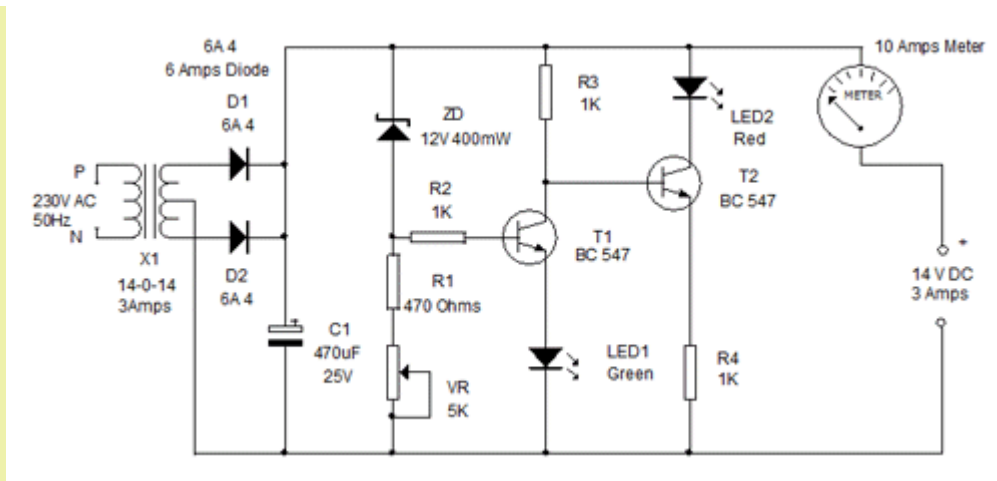 6A 4
6 Amps Diode
D1
6A 4
P
230V AC
50Hz
N
X1
14-0-14
3Amps
D2
6A 4
C1
470uF
25V
+
ZD
12V 400mW
R2
1K
R1
470 Ohms
VR
5K
R3
1K
T1
BC 547
LED1
Green
LED2
Red
T2
BC 547
R4
1K
10 Amps Meter
METER
+
14 V DC
3 Amps